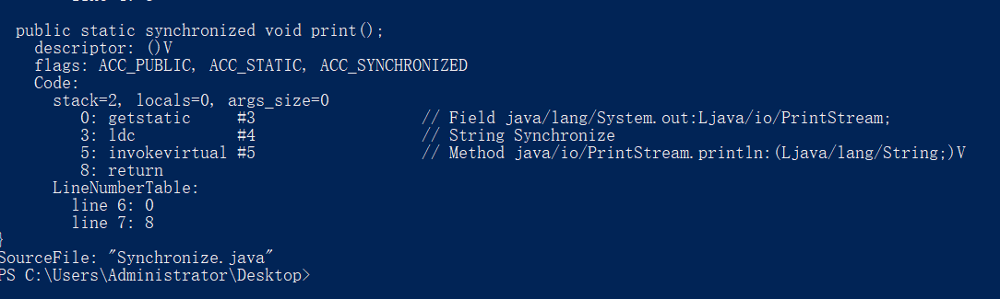 public static synchronized void print();
descriptor: ()V
flags: ACC_PUBLIC, ACC_STATIC, ACC_SYNCHRONIZED
Code:
stack=2, locals=0, args_size=0
0: getstatic     #3                  // Field java/lang/System.out:Ljava/io/PrintStream;
3: ldc           #4                  // String Synchronize
5: invokevirtual #5                  // Method java/io/PrintStream.println:(Ljava/lang/String;)V
8: return
LineNumberTable:
line 6: 0
line 7: 8
}
SourceFile: "Synchronize.java"
PS C:\Users\Administrator\Desktop>